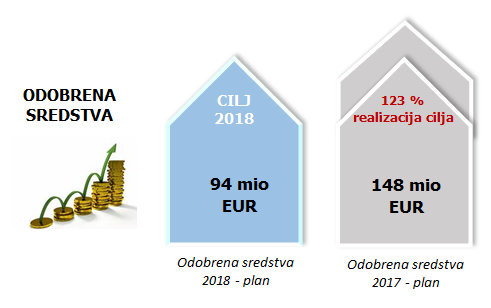 ODOBRENA
SREDSTVA
CILJ
2018
94 mio
EUR
Odobrena sredstva
2018 - plan
123 %
realizacija cilja
148 mio
EUR
Odobrena sredstva
2017 - plan